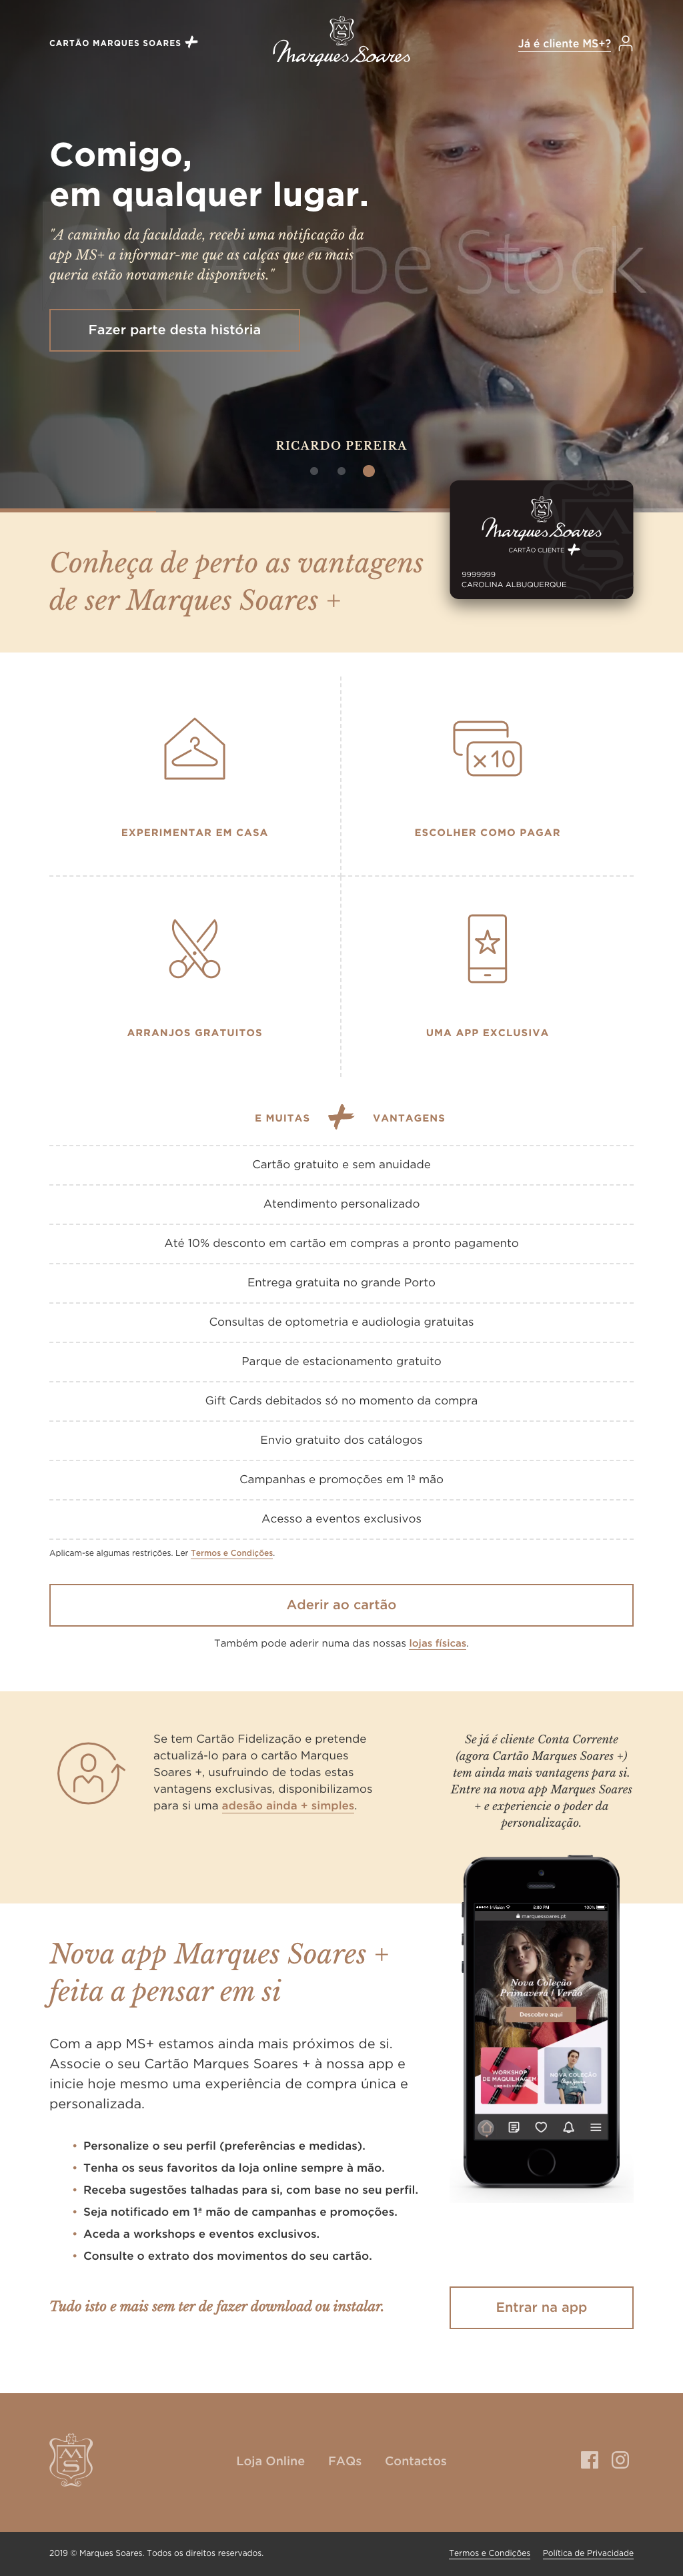 CARTÃO MARQUES SOARES +
MS
Marques Soares
Já é cliente MS+?
Comigo,
em qualquer lugar.
"A caminho da faculdade, recebi uma notificação da
app MS+ a informar-me que as calças que eu mais
queria estão novamente disponíveis."
Adobe Stock
Fazer parte desta história
RICARDO PEREIRA
MS
Marques Soares
CARTÃO CLIENTE +
9999999
CAROLINA ALBUQUERQUE
Conheça de perto as vantagens
de ser Marques Soares +
x10
EXPERIMENTAR EM CASA
ESCOLHER COMO PAGAR
ARRANJOS GRATUITOS
UMA APP EXCLUSIVA
E MUITAS + VANTAGENS
Cartão gratuito e sem anuidade
Atendimento personalizado
Até 10% desconto em cartão em compras a pronto pagamento
Entrega gratuita no grande Porto
Consultas de optometria e audiologia gratuitas
Parque de estacionamento gratuito
Gift Cards debitados só no momento da compra
Envio gratuito dos catálogos
Campanhas e promoções em 1ª mão
Acesso a eventos exclusivos
Aplicam-se algumas restrições. Ler Termos e Condições.
Aderir ao cartão
Também pode aderir numa das nossas lojas físicas.
Se tem Cartão Fidelização e pretende
actualizá-lo para o cartão Marques
Soares +, usufruindo de todas estas
vantagens exclusivas, disponibilizamos
para si uma adesão ainda + simples.
Se já é cliente Conta Corrente
(agora Cartão Marques Soares +)
tem ainda mais vantagens para si.
Entre na nova app Marques Soares
+ e experiencie o poder da
personalização.
100%
marquessoares.pt
Nova Coleção
Primavera | Verão
Descobre aqui
WORKSHOP
DE MAQUILHAGEM
NOVA COLEÇÃO
Nova app Marques Soares +
feita a pensar em si
Com a app MS+ estamos ainda mais próximos de si.
Associe o seu Cartão Marques Soares + à nossa app e
inicie hoje mesmo uma experiência de compra única e
personalizada.
• Personalize o seu perfil (preferências e medidas).
• Tenha os seus favoritos da loja online sempre à mão.
• Receba sugestões talhadas para si, com base no seu perfil.
• Seja notificado em 1ª mão de campanhas e promoções.
• Aceda a workshops e eventos exclusivos.
• Consulte o extrato dos movimentos do seu cartão.
Tudo isto e mais sem ter de fazer download ou instalar.
Entrar na app
MS
Loja Online
FAQs
Contactos
2019 © Marques Soares. Todos os direitos reservados.
Termos e Condições
Política de Privacidade